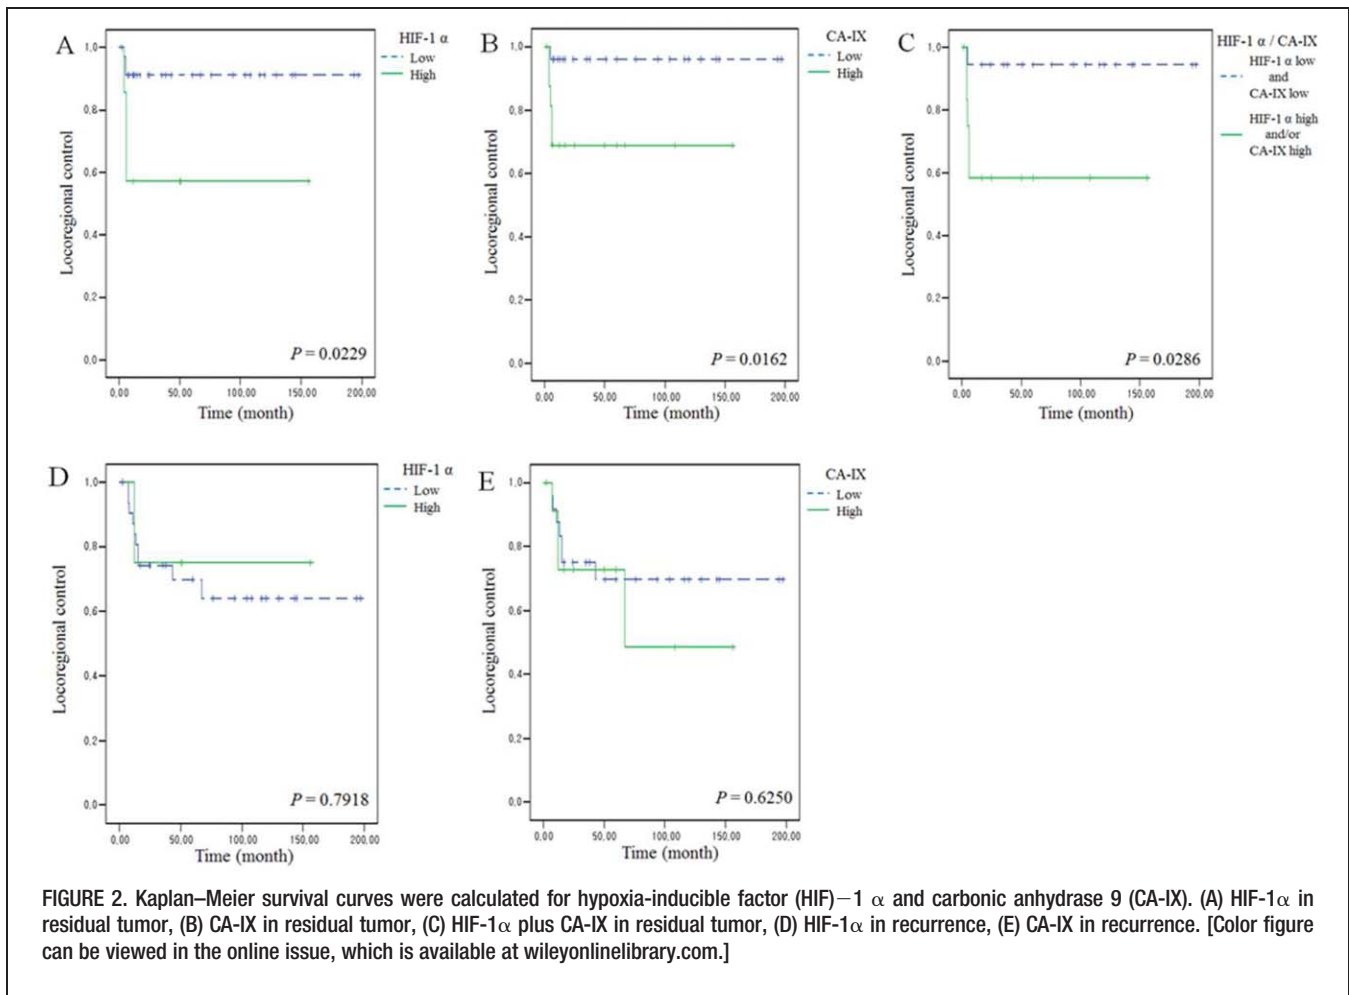 A
HIF-1 α
Low
High
Locoregional control
1.0
0.8
0.6
0.4
0.2
0.0
P = 0.0229
0.00 50.00 100.00 150.00 200.00
Time (month)
B
CA-IX
Low
High
Locoregional control
1.0
0.8
0.6
0.4
0.2
0.0
P = 0.0162
0.00 50.00 100.00 150.00 200.00
Time (month)
C
HIF-1 α / CA-IX
HIF-1 α low
and
CA-IX low
HIF-1 α high
and/or
CA-IX high
Locoregional control
1.0
0.8
0.6
0.4
0.2
0.0
P = 0.0286
0.00 50.00 100.00 150.00 200.00
Time (month)
D
HIF-1 α
Low
High
Locoregional control
1.0
0.8
0.6
0.4
0.2
0.0
P = 0.7918
0.00 50.00 100.00 150.00 200.00
Time (month)
E
CA-IX
Low
High
Locoregional control
1.0
0.8
0.6
0.4
0.2
0.0
P = 0.6250
0.00 50.00 100.00 150.00 200.00
Time (month)
FIGURE 2. Kaplan–Meier survival curves were calculated for hypoxia-inducible factor (HIF)−1 α and carbonic anhydrase 9 (CA-IX). (A) HIF-1α in
residual tumor, (B) CA-IX in residual tumor, (C) HIF-1α plus CA-IX in residual tumor, (D) HIF-1α in recurrence, (E) CA-IX in recurrence. [Color figure
can be viewed in the online issue, which is available at wileyonlinelibrary.com.]